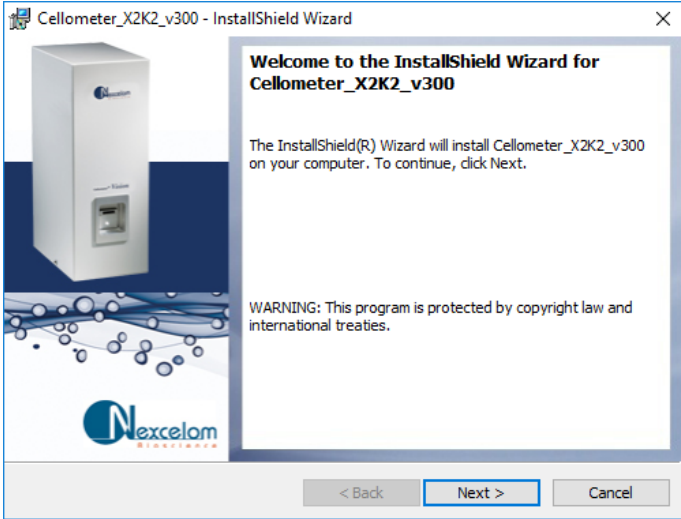 Cellometer_X2K2_v300 - InstallShield Wizard
Welcome to the InstallShield Wizard for
Cellometer_X2K2_v300
The InstallShield(R) Wizard will install Cellometer_X2K2_v300
on your computer. To continue, click Next.
WARNING: This program is protected by copyright law and
international treaties.
Nexcelom
Vision
Nexcelom
Bioscience
< Back
Next >
Cancel